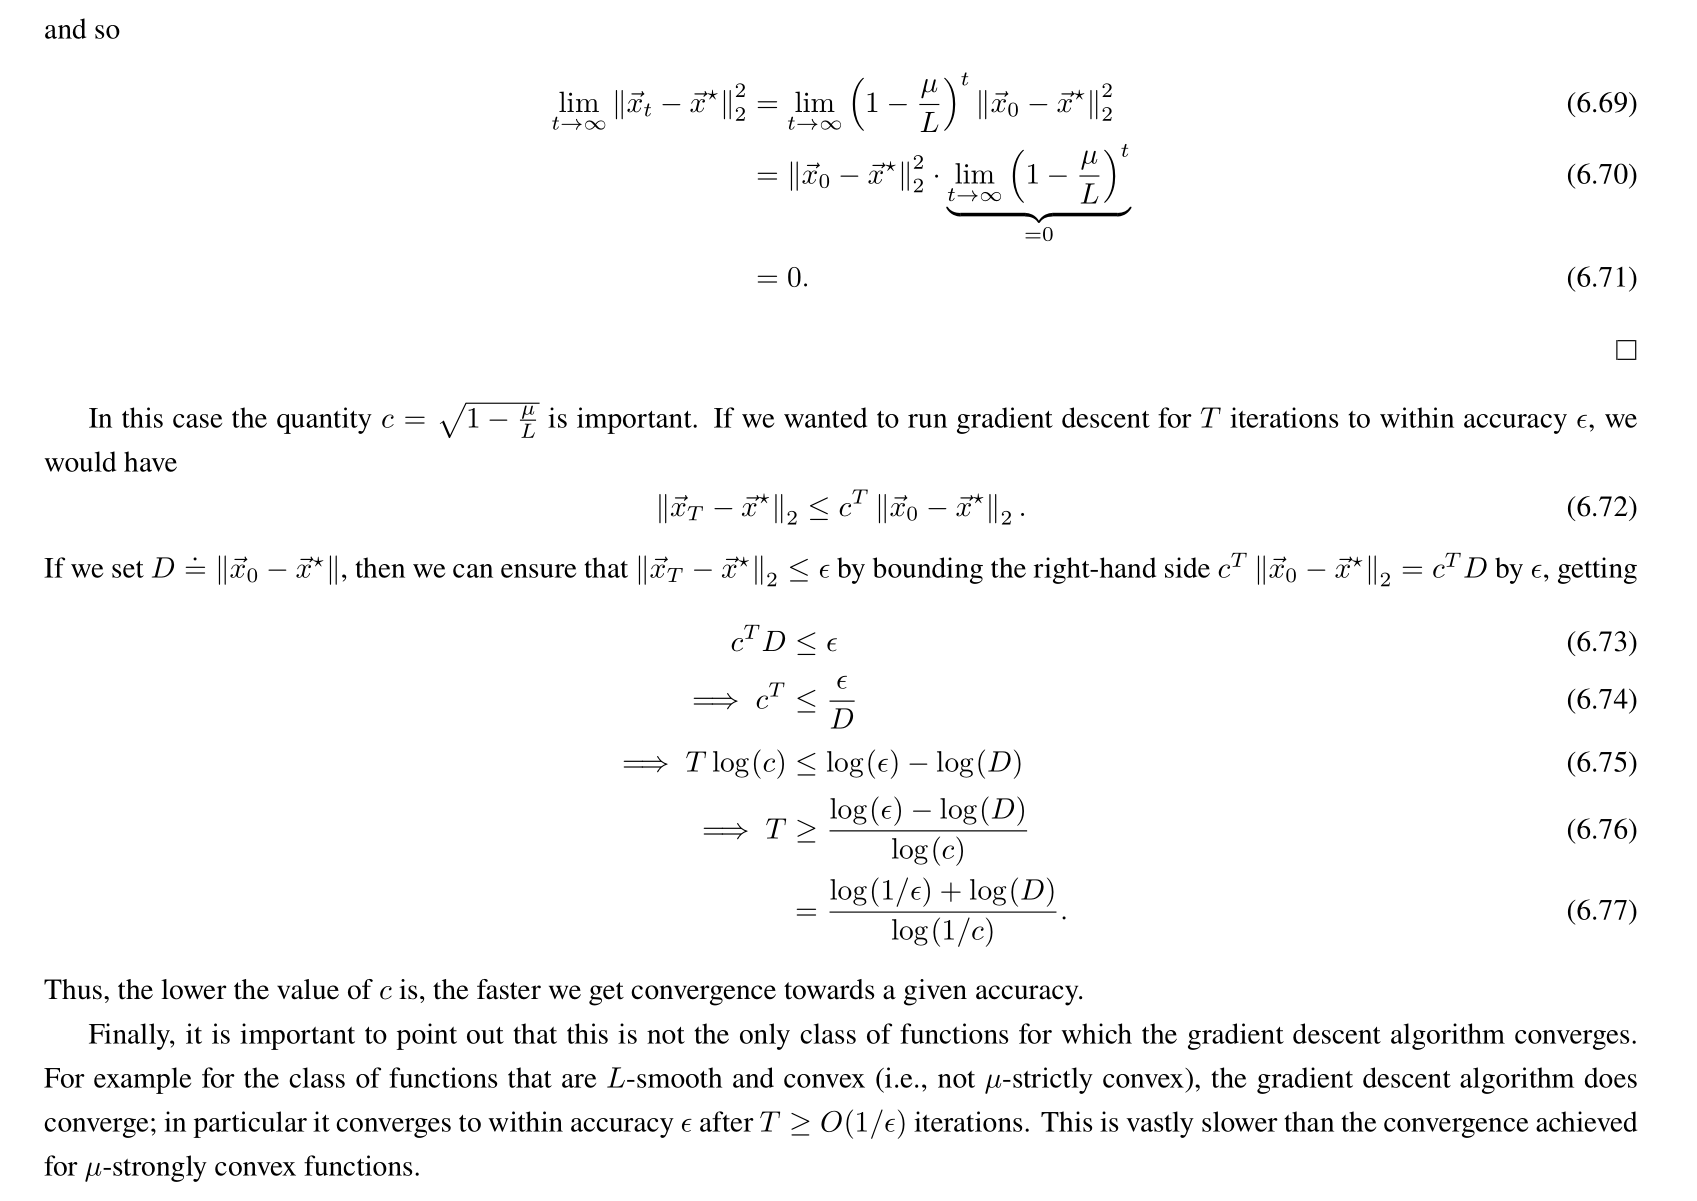 and so
$$\lim_{t\to\infty} \|\vec{x}_t - \vec{x}^\star\|_2^2 = \lim_{t\to\infty} \left(1 - \frac{\mu}{L}\right)^t \|\vec{x}_0 - \vec{x}^\star\|_2^2 \quad (6.69)$$
$$= \|\vec{x}_0 - \vec{x}^\star\|_2^2 \cdot \underbrace{\lim_{t\to\infty} \left(1 - \frac{\mu}{L}\right)^t}_{=0} \quad (6.70)$$
$$= 0. \quad (6.71)$$
□
In this case the quantity $c = \sqrt{1 - \frac{\mu}{L}}$ is important. If we wanted to run gradient descent for $T$ iterations to within accuracy $\epsilon$, we
would have
$$\|\vec{x}_T - \vec{x}^\star\|_2 \leq c^T \|\vec{x}_0 - \vec{x}^\star\|_2. \quad (6.72)$$
If we set $D \doteq \|\vec{x}_0 - \vec{x}^\star\|$, then we can ensure that $\|\vec{x}_T - \vec{x}^\star\|_2 \leq \epsilon$ by bounding the right-hand side $c^T \|\vec{x}_0 - \vec{x}^\star\|_2 = c^T D$ by $\epsilon$, getting
$$c^T D \leq \epsilon \quad (6.73)$$
$$\implies c^T \leq \frac{\epsilon}{D} \quad (6.74)$$
$$\implies T \log(c) \leq \log(\epsilon) - \log(D) \quad (6.75)$$
$$\implies T \geq \frac{\log(\epsilon) - \log(D)}{\log(c)} \quad (6.76)$$
$$= \frac{\log(1/\epsilon) + \log(D)}{\log(1/c)}. \quad (6.77)$$
Thus, the lower the value of $c$ is, the faster we get convergence towards a given accuracy.
Finally, it is important to point out that this is not the only class of functions for which the gradient descent algorithm converges.
For example for the class of functions that are $L$-smooth and convex (i.e., not $\mu$-strictly convex), the gradient descent algorithm does
converge; in particular it converges to within accuracy $\epsilon$ after $T \geq O(1/\epsilon)$ iterations. This is vastly slower than the convergence achieved
for $\mu$-strongly convex functions.